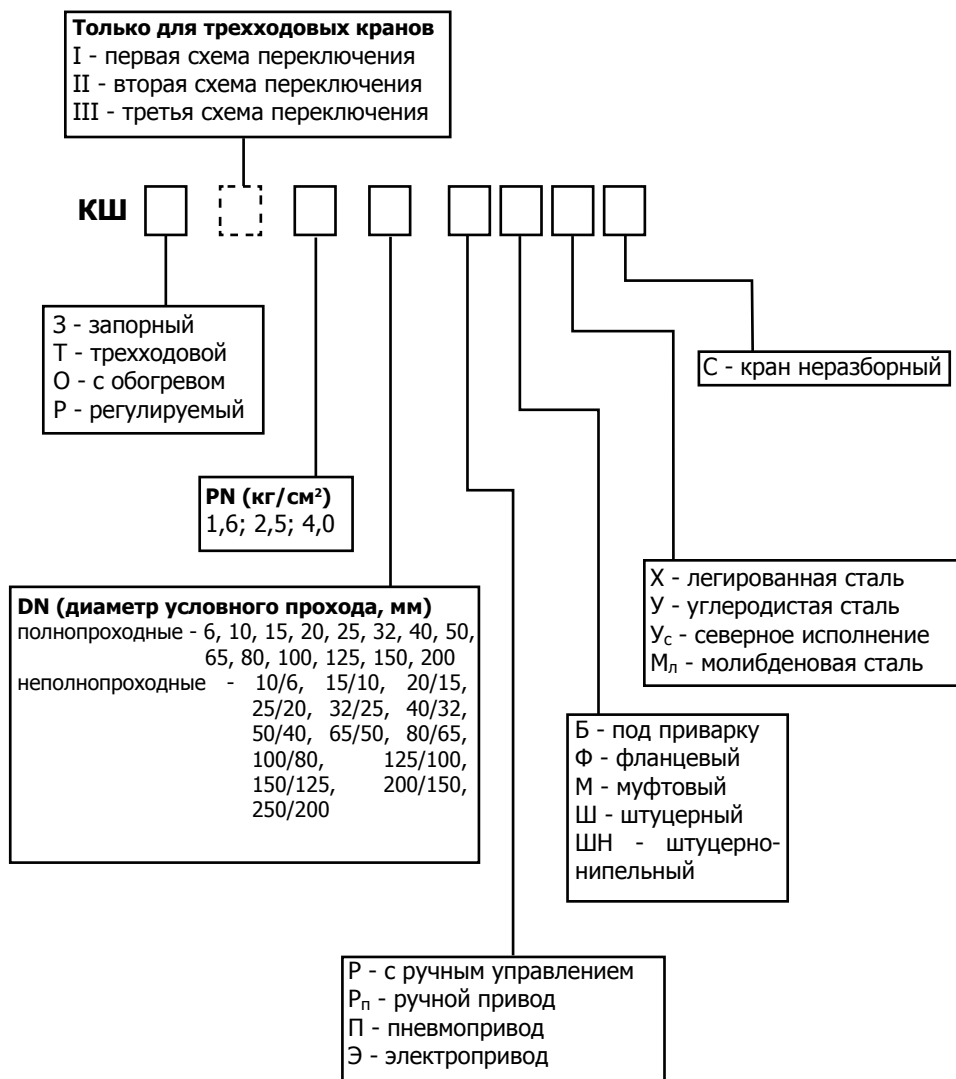 Только для трехходовых кранов
I - первая схема переключения
II - вторая схема переключения
III - третья схема переключения
КШ
З - запорный
Т - трехходовой
О - с обогревом
Р - регулируемый
С - кран неразборный
PN (кг/см²)
1,6; 2,5; 4,0
Х - легированная сталь
У - углеродистая сталь
Ус - северное исполнение
Мл - молибденовая сталь
DN (диаметр условного прохода, мм)
полнопроходные - 6, 10, 15, 20, 25, 32, 40, 50,
65, 80, 100, 125, 150, 200
неполнопроходные - 10/6, 15/10, 20/15,
25/20, 32/25, 40/32,
50/40, 65/50, 80/65,
100/80, 125/100,
150/125, 200/150,
250/200
Б - под приварку
Ф - фланцевый
М - муфтовый
Ш - штуцерный
ШН - штуцерно-
нипельный
Р - с ручным управлением
Рп - ручной привод
П - пневмопривод
Э - электропривод